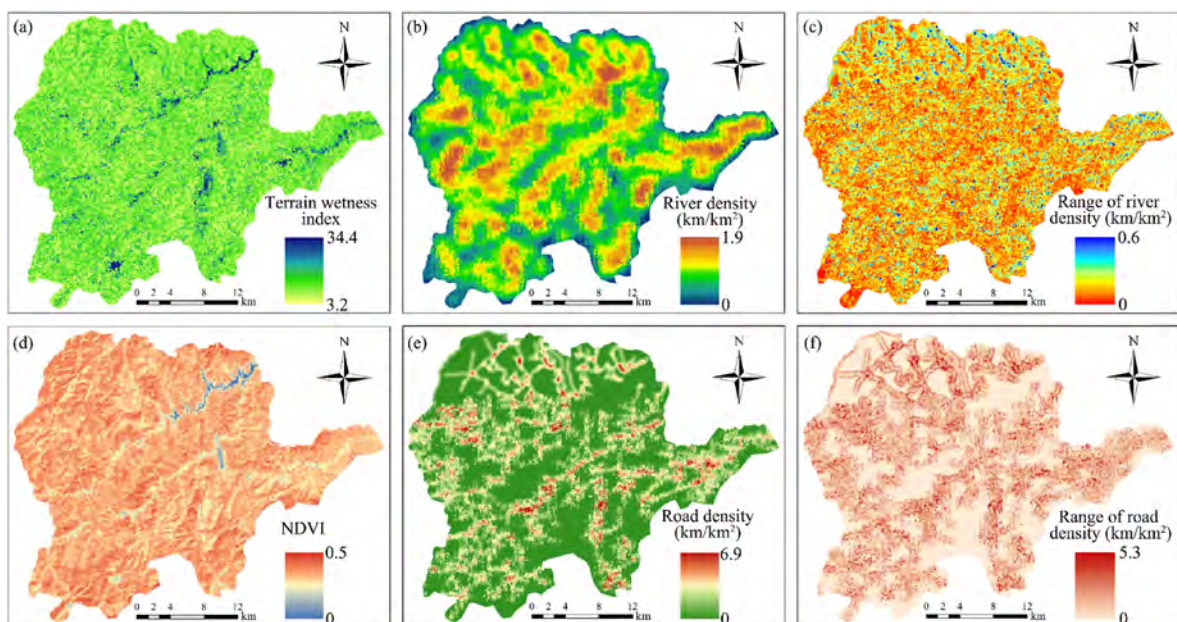 (a)
N
Terrain wetness
index
34.4
3.2
0 2 4 8 12
km
(b)
N
River density
(km/km²)
1.9
0
0 2 4 8 12
km
(c)
N
Range of river
density (km/km²)
0.6
0
0 2 4 8 12
km
(d)
N
NDVI
0.5
0
0 2 4 8 12
km
(e)
N
Road density
(km/km²)
6.9
0
0 2 4 8 12
km
(f)
N
Range of road
density (km/km²)
5.3
0
0 2 4 8 12
km